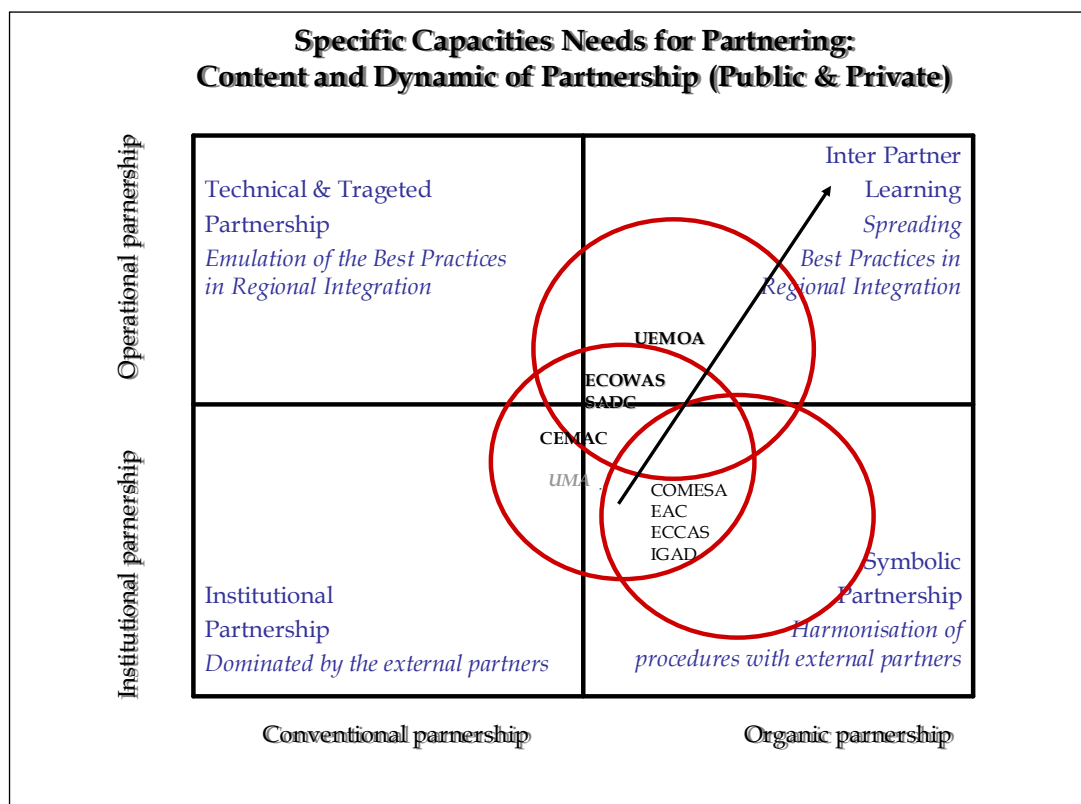 Specific Capacities Needs for Partnering:
Content and Dynamic of Partnership (Public & Private)
Operational parnership
Technical & Trageted
Partnership
Emulation of the Best Practices
in Regional Integration
Inter Partner
Learning
Spreading
Best Practices in
Regional Integration
UEMOA
ECOWAS
SADC
CEMAC
UMA .
COMESA
EAC
ECCAS
IGAD
Institutional parnership
Institutional
Partnership
Dominated by the external partners
Symbolic
Partnership
Harmonisation of
procedures with external partners
Conventional parnership
Organic parnership